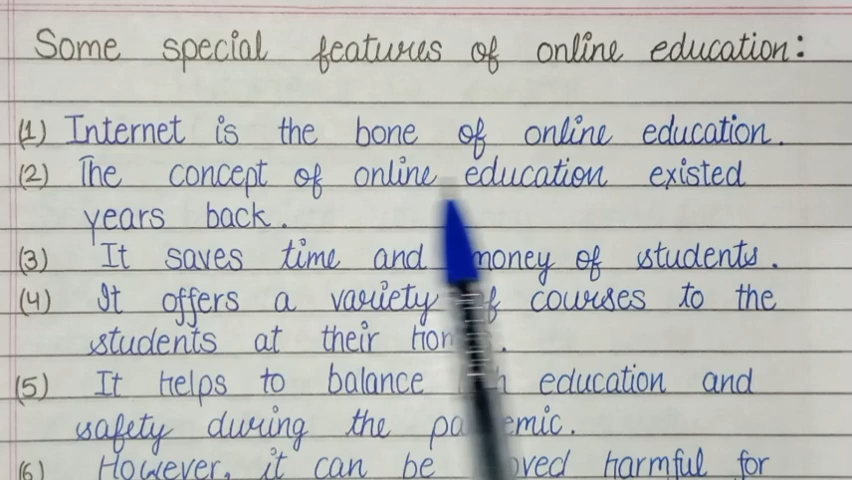 Some special features of online education:
(1) Internet is the bone of online education.
(2) The concept of online education existed
years back.
(3) It saves time and money of students.
(4) It offers a variety of courses to the
students at their
(5) It helps to balance education and
safety during the
(6) However, it can be harmful for